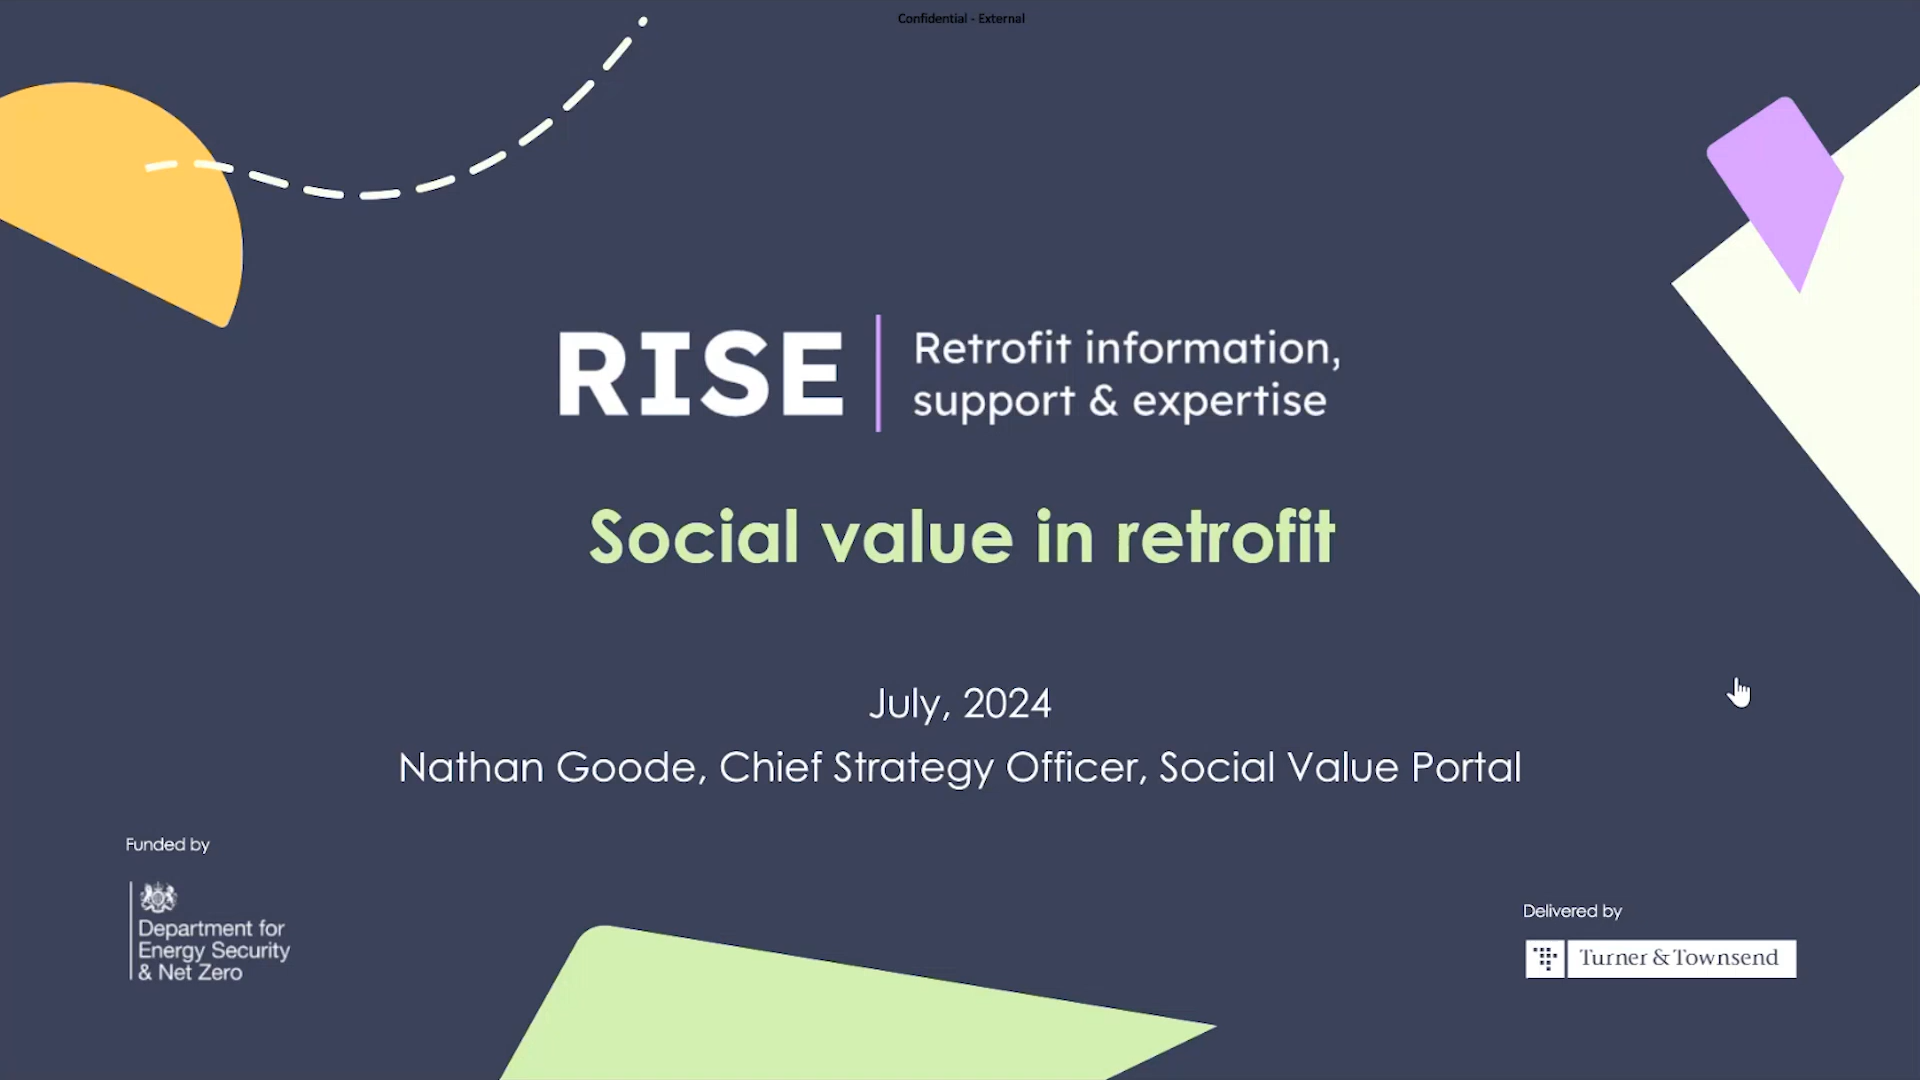 Confidential - External
RISE
Retrofit information,
support & expertise
Social value in retrofit
July, 2024
Nathan Goode, Chief Strategy Officer, Social Value Portal
Funded by
Department for
Energy Security
& Net Zero
Delivered by
Turner & Townsend